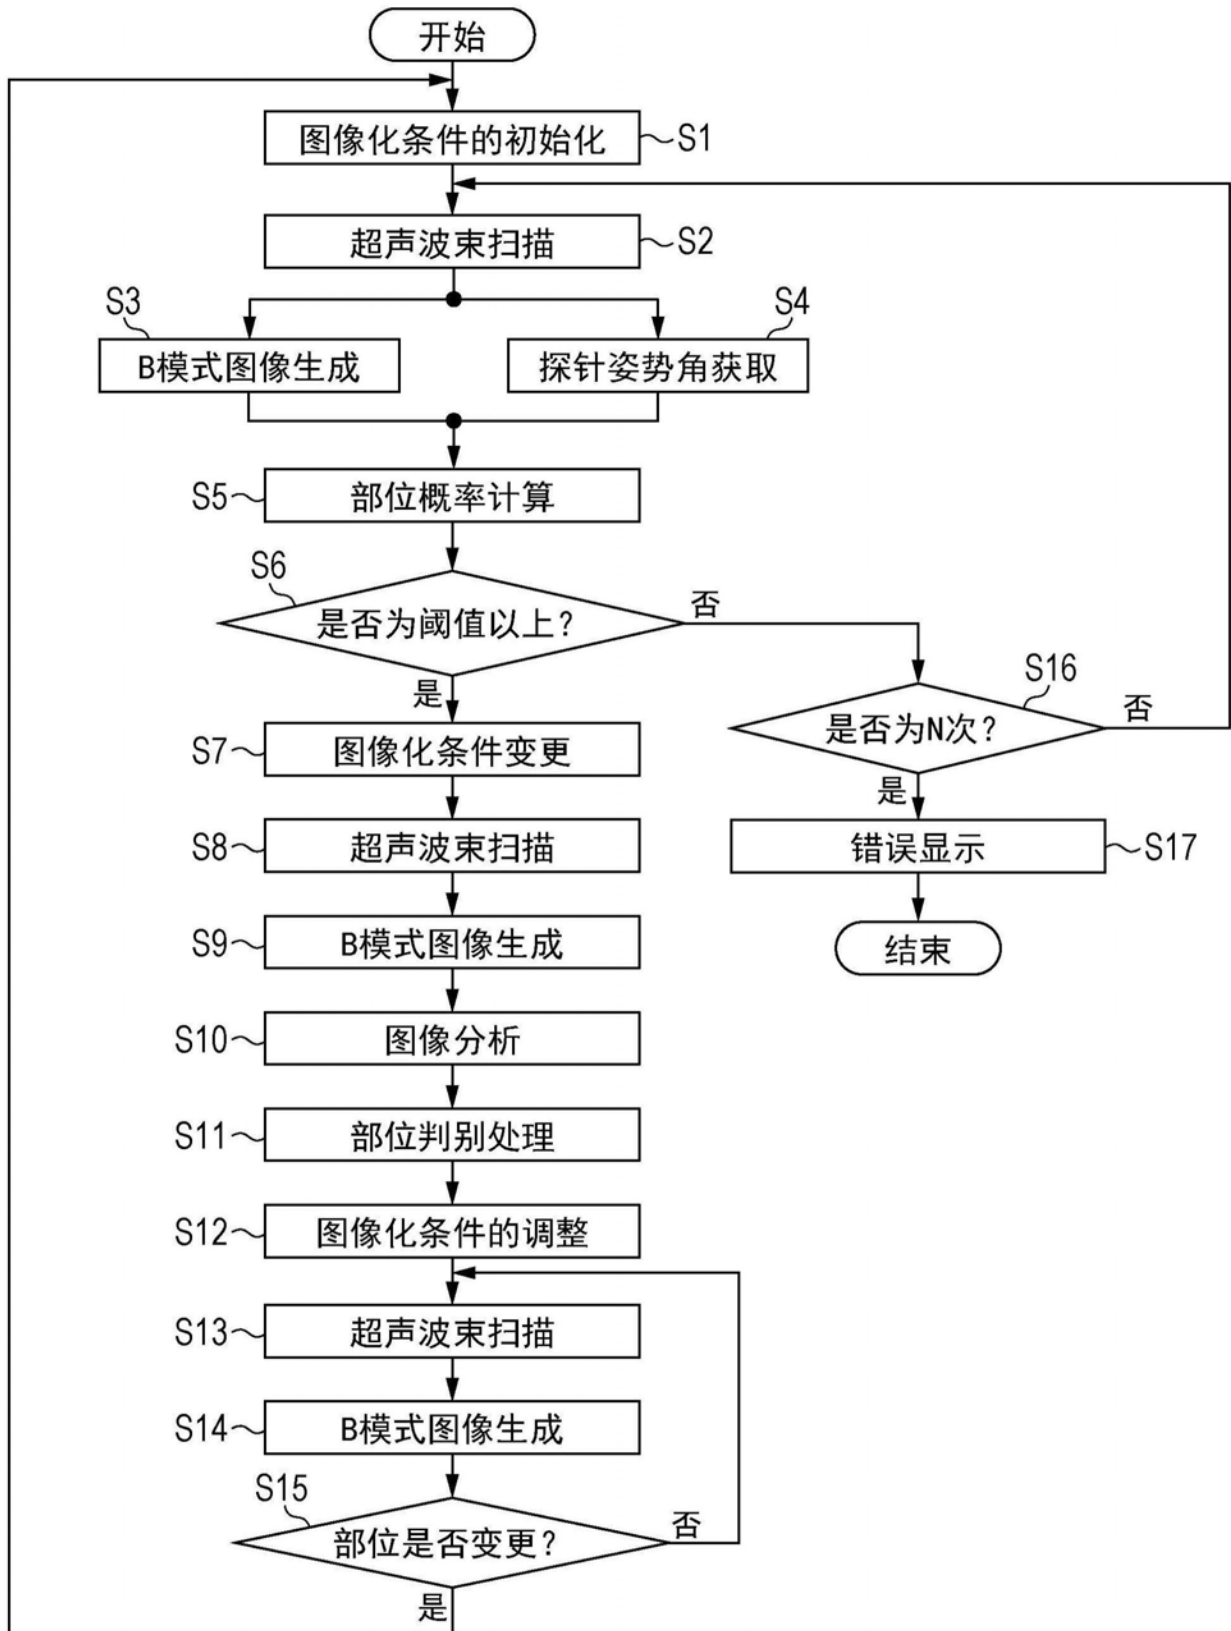 开始
图像化条件的初始化
S1
超声波束扫描
S2
S3
S4
B模式图像生成
探针姿势角获取
S5
部位概率计算
S6
是否为阈值以上?
否
是
S16
是否为N次?
否
是
S7
图像化条件变更
S8
超声波束扫描
错误显示
S17
S9
B模式图像生成
结束
S10
图像分析
S11
部位判别处理
S12
图像化条件的调整
S13
超声波束扫描
S14
B模式图像生成
S15
部位是否变更?
否
是